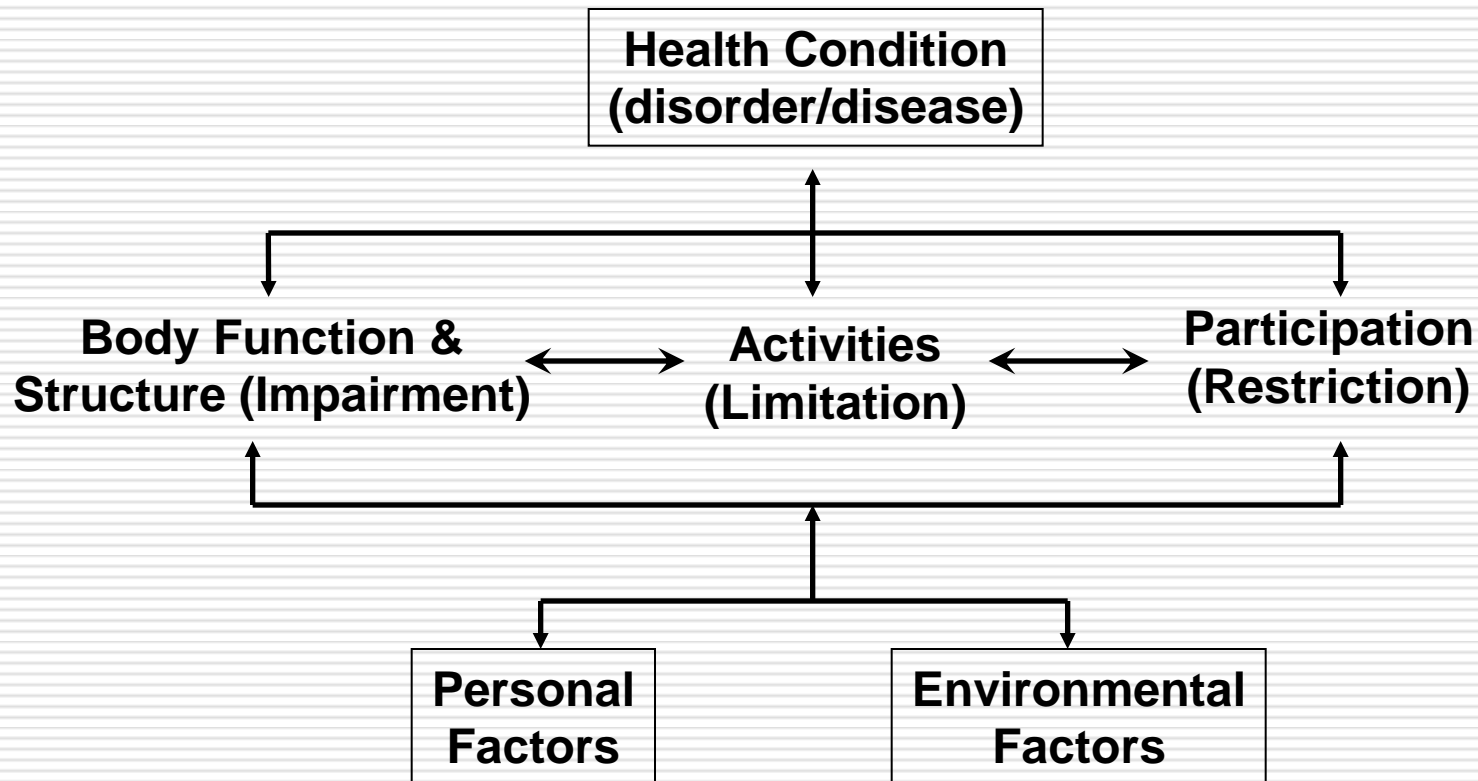 Health Condition
(disorder/disease)
Body Function &
Structure (Impairment)
Activities
(Limitation)
Participation
(Restriction)
Personal
Factors
Environmental
Factors